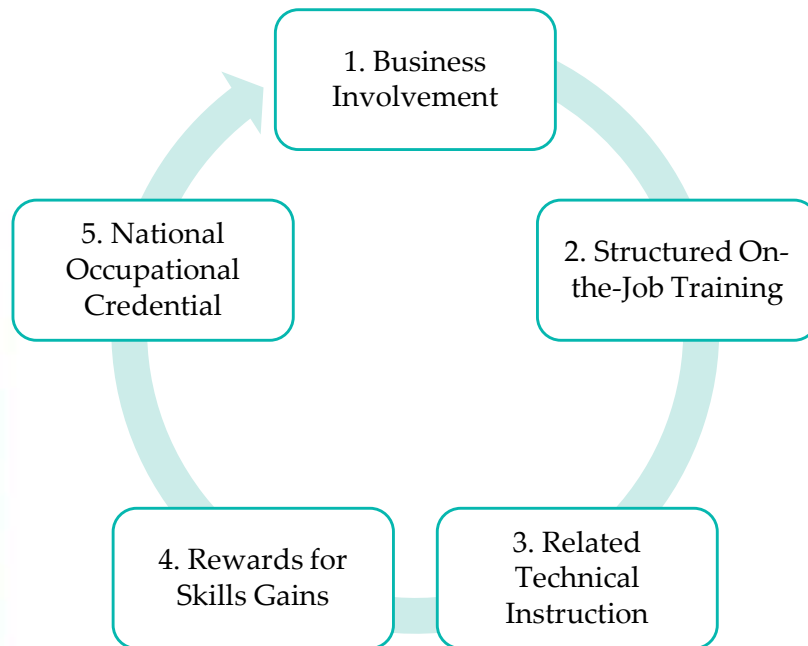 1. Business
Involvement
2. Structured On-
the-Job Training
3. Related
Technical
Instruction
4. Rewards for
Skills Gains
5. National
Occupational
Credential